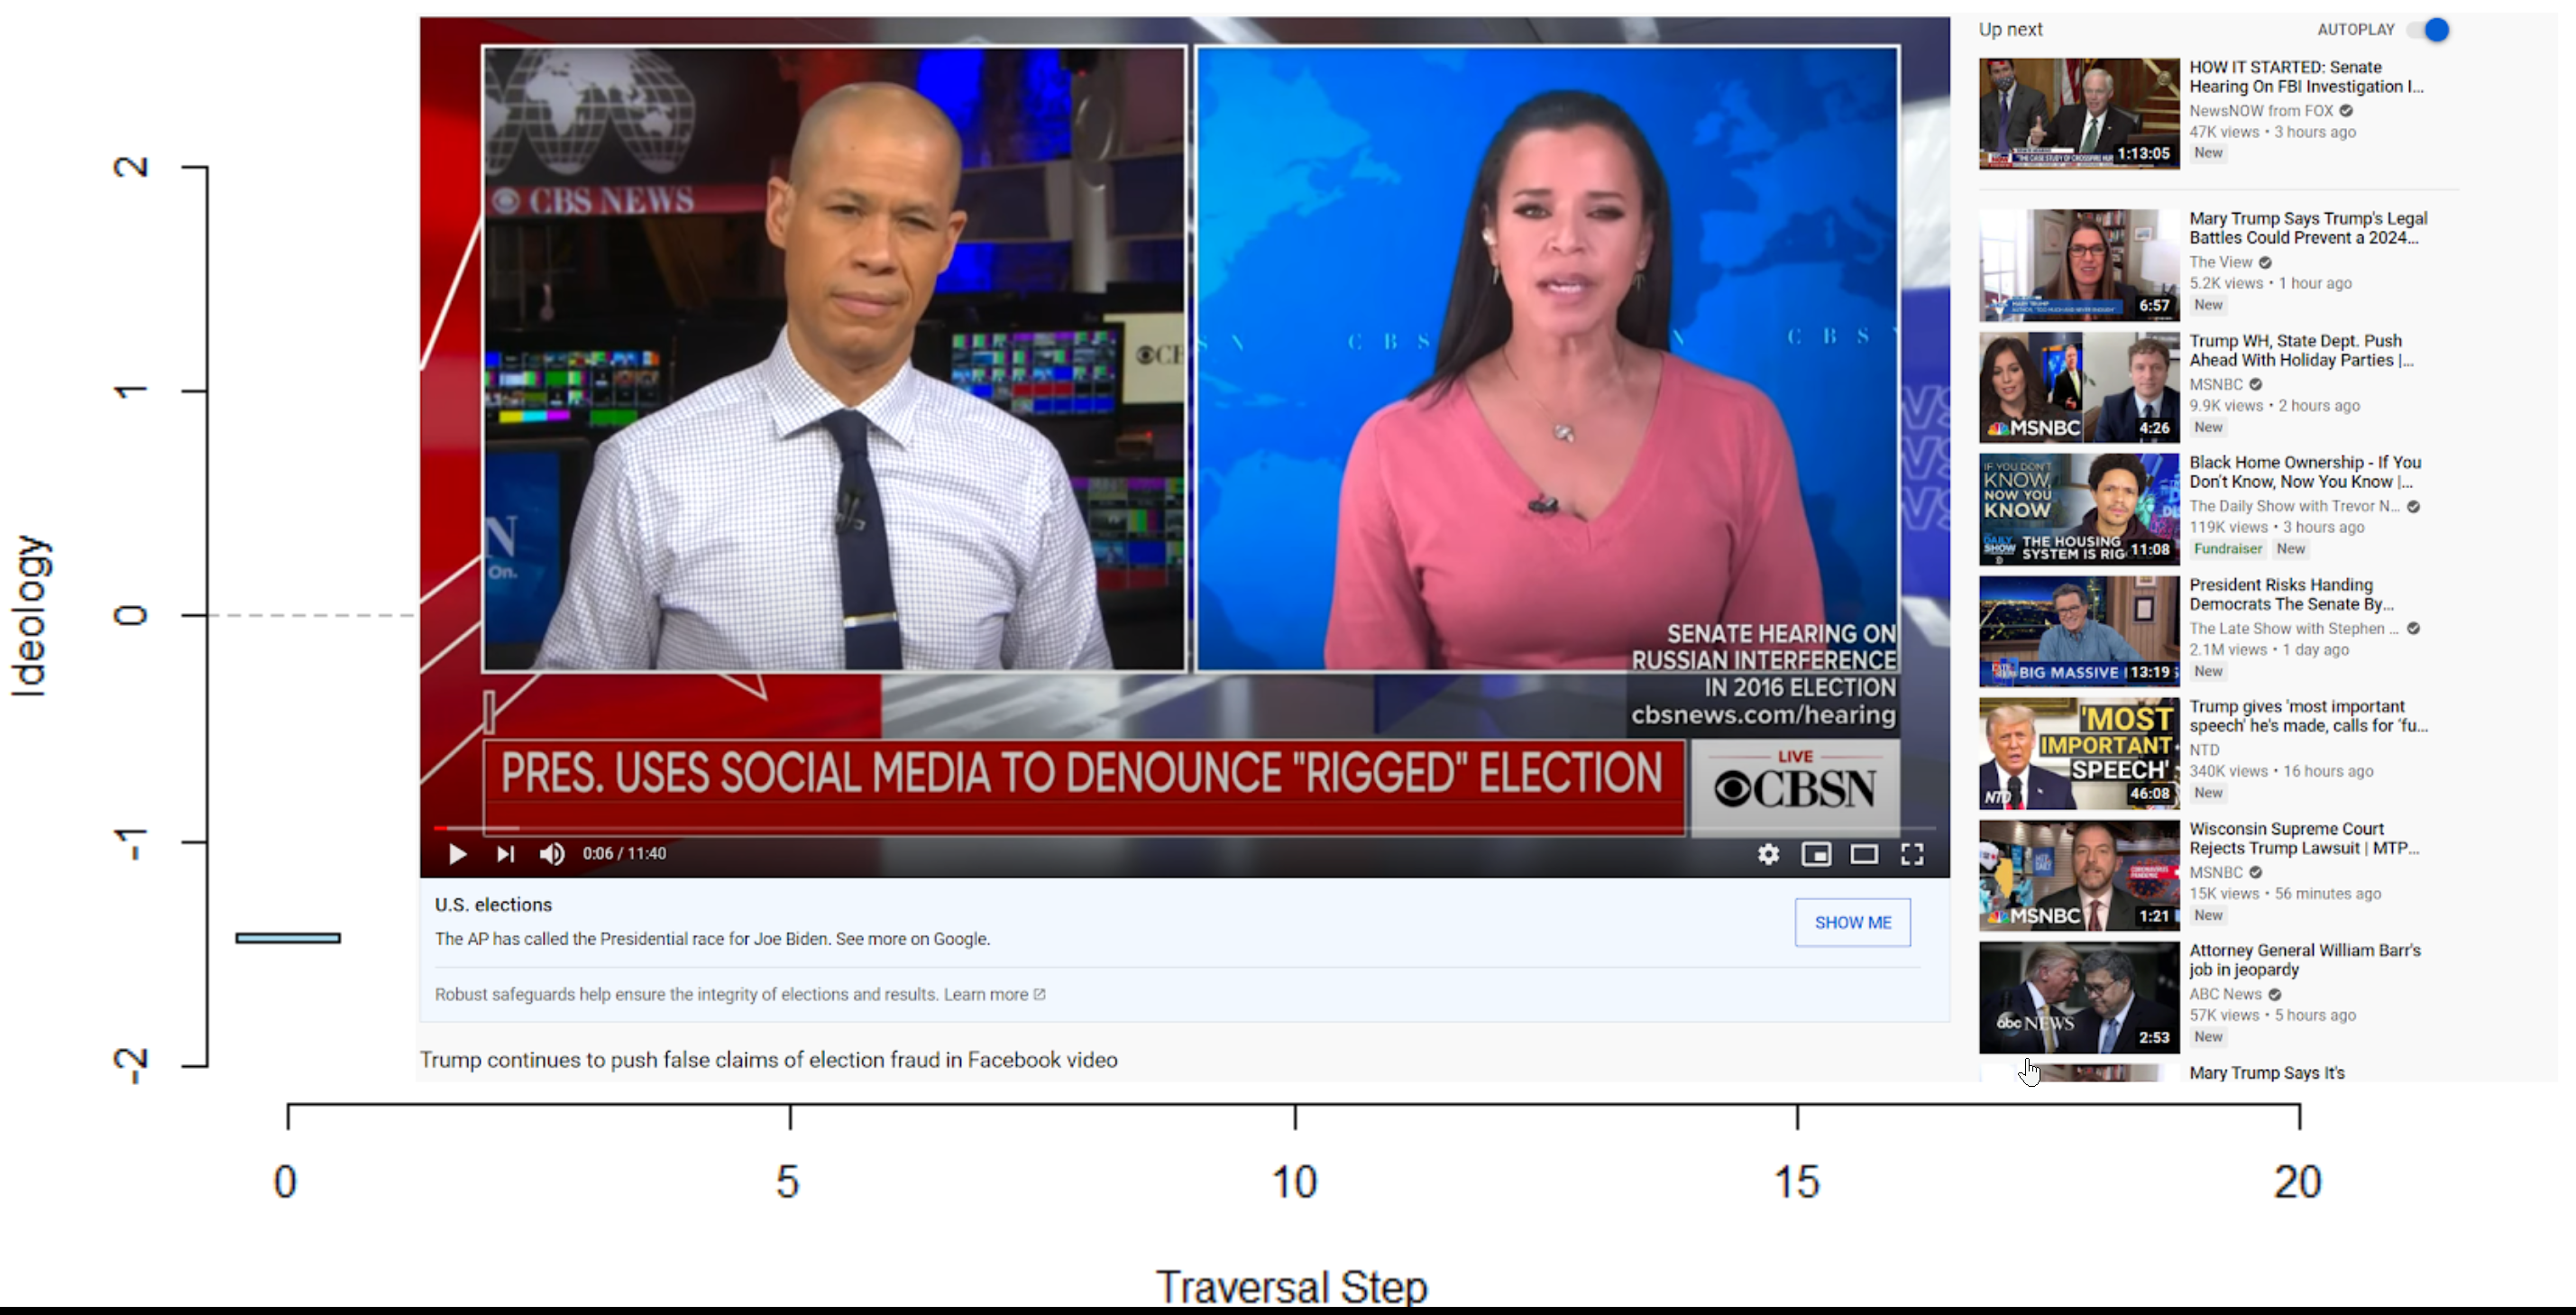 Ideology
2
1
0
-1
-2
CBS NEWS
On.
C B S
C B S
SENATE HEARING ON
RUSSIAN INTERFERENCE
IN 2016 ELECTION
cbsnews.com/hearing
PRES. USES SOCIAL MEDIA TO DENOUNCE "RIGGED" ELECTION
LIVE
CBSN
0:06 / 11:40
U.S. elections
The AP has called the Presidential race for Joe Biden. See more on Google.
SHOW ME
Robust safeguards help ensure the integrity of elections and results. Learn more
Trump continues to push false claims of election fraud in Facebook video
Up next
AUTOPLAY
1:13:05
HOW IT STARTED: Senate
Hearing On FBI Investigation I...
NewsNOW from FOX
47K views • 3 hours ago
New
6:57
Mary Trump Says Trump's Legal
Battles Could Prevent a 2024...
The View
5.2K views • 1 hour ago
New
MSNBC
4:26
Trump WH, State Dept. Push
Ahead With Holiday Parties |...
MSNBC
9.9K views • 2 hours ago
New
IF YOU DON'T
KNOW,
NOW YOU
KNOW
DAILY
SHOW
THE HOUSING
SYSTEM IS RIG
11:08
Black Home Ownership - If You
Don't Know, Now You Know |...
The Daily Show with Trevor N...
119K views • 3 hours ago
Fundraiser
New
BIG MASSIVE
13:19
President Risks Handing
Democrats The Senate By...
The Late Show with Stephen ...
2.1M views • 1 day ago
New
'MOST
IMPORTANT
SPEECH'
NTD
46:08
Trump gives 'most important
speech' he's made, calls for 'fu...
NTD
340K views • 16 hours ago
New
MSNBC
1:21
Wisconsin Supreme Court
Rejects Trump Lawsuit | MTP...
MSNBC
15K views • 56 minutes ago
New
abc NEWS
2:53
Attorney General William Barr's
job in jeopardy
ABC News
57K views • 5 hours ago
New
Mary Trump Says It's
0
5
10
15
20
Traversal Step